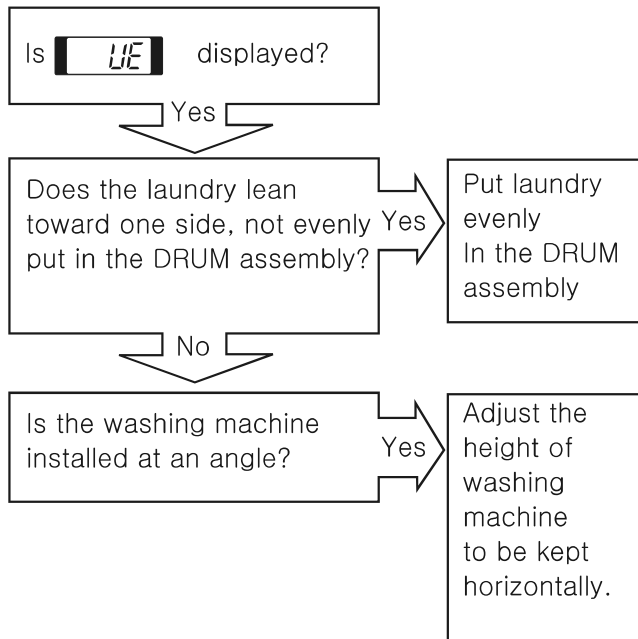 Is UE displayed?
Yes
Does the laundry lean
toward one side, not evenly
put in the DRUM assembly?
Yes
Put laundry
evenly
In the DRUM
assembly
No
Is the washing machine
installed at an angle?
Yes
Adjust the
height of
washing
machine
to be kept
horizontally.